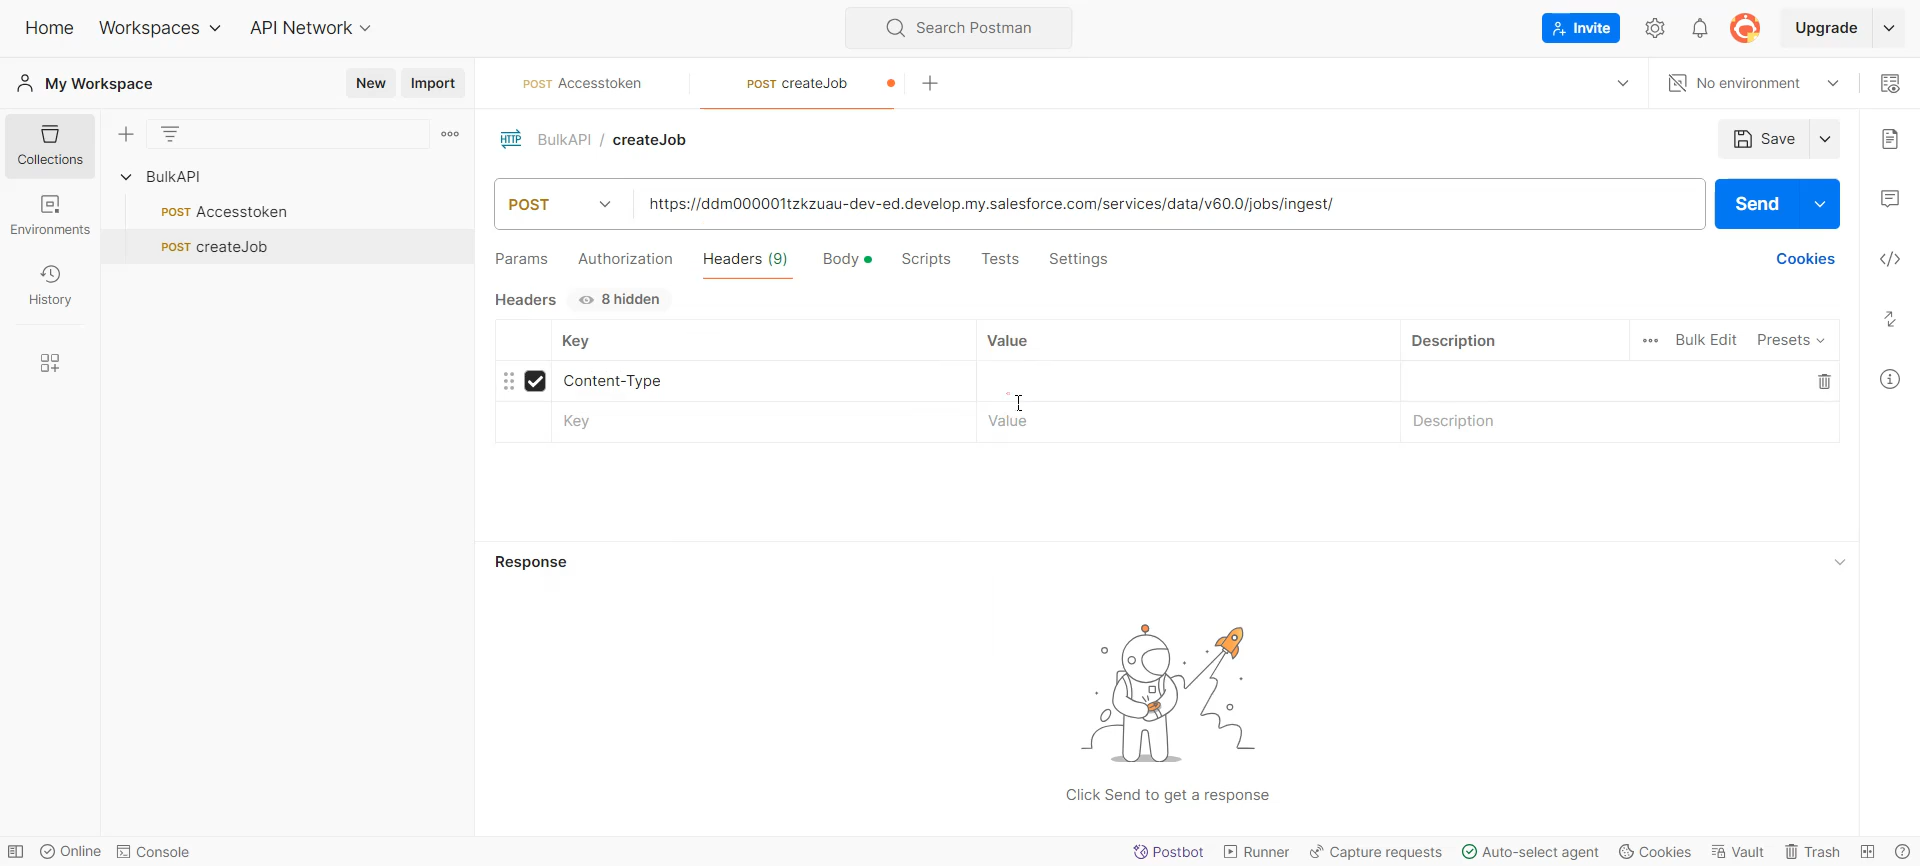 Home Workspaces API Network Search Postman Invite Upgrade
My Workspace New Import POST Accesstoken POST createJob No environment
Collections
Environments
History
BulkAPI
POST Accesstoken
POST createJob
HTTP BulkAPI / createJob Save
POST https://ddm000001tzkzuau-dev-ed.develop.my.salesforce.com/services/data/v60.0/jobs/ingest/ Send
Params Authorization Headers (9) Body Scripts Tests Settings Cookies
Headers 8 hidden
Key Value Description Bulk Edit Presets
Content-Type
Key Value Description
Response
Click Send to get a response
Online Console Postbot Runner Capture requests Auto-select agent Cookies Vault Trash